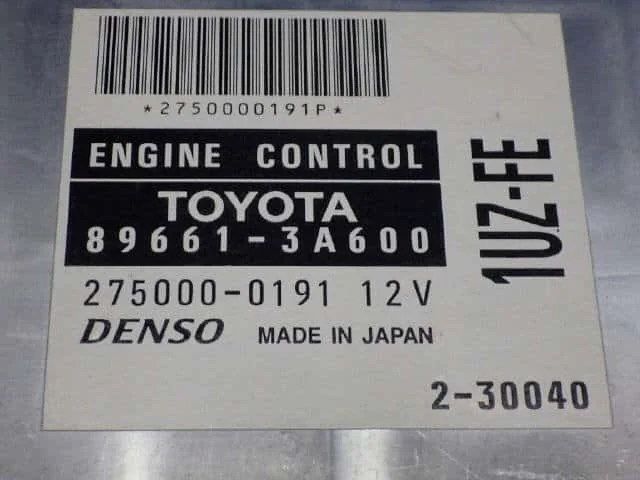 *2750000191P*
ENGINE CONTROL
TOYOTA
89661-3A600
275000-0191 12V
DENSO MADE IN JAPAN
1UZ-FE
2-30040